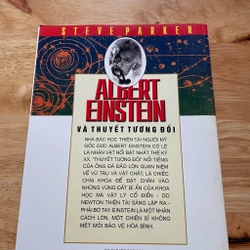 STEVE PARKER
ALBERT
EINSTEIN
VÀ THUYẾT TƯƠNG ĐỐI
NHÀ BÁC HỌC THIÊN TÀI NGƯỜI MỸ
GỐC ĐỨC ALBERT EINSTEIN CÓ LẼ
LÀ NHÂN VẬT NỔI BẬT NHẤT THẾ KỶ
XX. "THUYẾT TƯƠNG ĐỐI" NỔI TIẾNG
CỦA ÔNG ĐÃ ĐẢO LỘN QUAN NIỆM
VỀ VŨ TRỤ VÀ VẬT CHẤT, LÀ CHIẾC
CHÌA KHÓA ĐỂ ĐẶT CHÂN VÀO
NHỮNG VÙNG ĐẤT BÍ ẨN CỦA KHOA
HỌC MÀ VẬT LÝ CỔ ĐIỂN - DO
NEWTON THIÊN TÀI SÁNG LẬP RA -
PHẢI BÓ TAY. EINSTEIN LÀ MỘT NHÂN
CÁCH LỚN, MỘT CHIẾN SĨ KHÔNG
MỆT MỎI BẢO VỆ HÒA BÌNH.